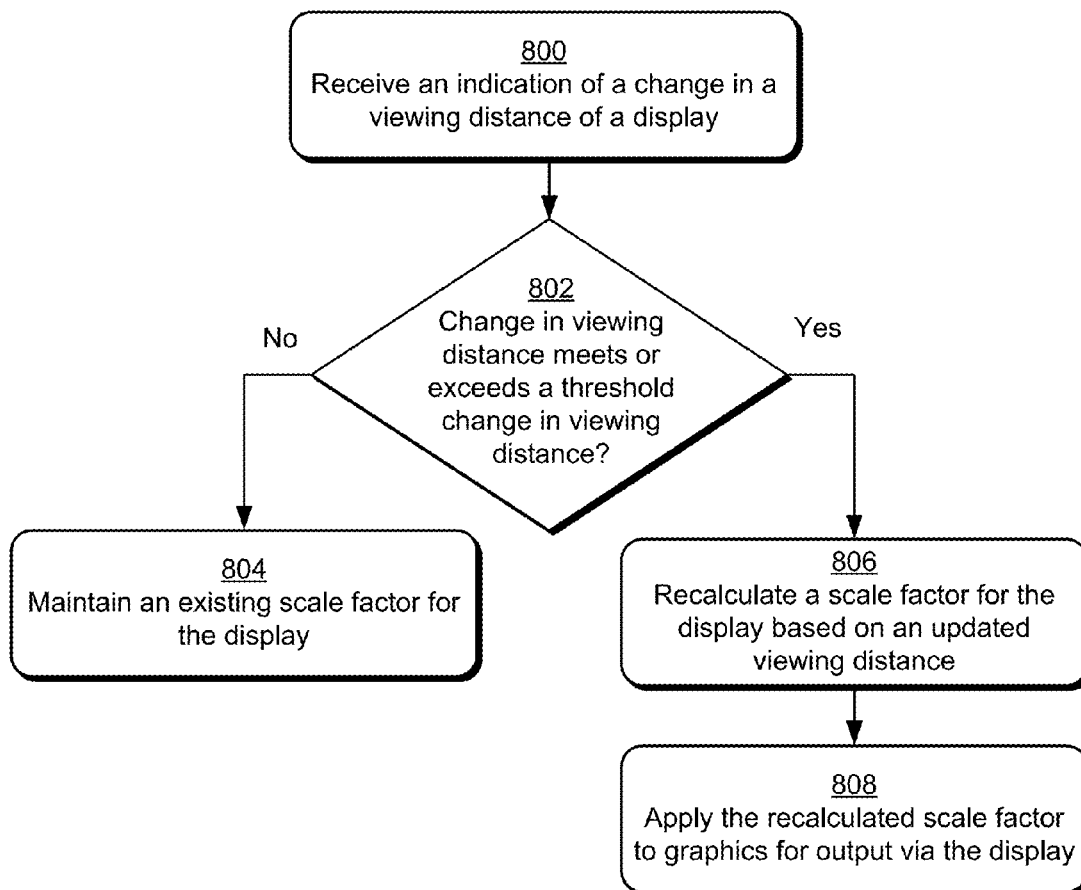 800
Receive an indication of a change in a
viewing distance of a display
802
Change in viewing
distance meets or
exceeds a threshold
change in viewing
distance?
No
Yes
804
Maintain an existing scale factor for
the display
806
Recalculate a scale factor for the
display based on an updated
viewing distance
808
Apply the recalculated scale factor
to graphics for output via the display